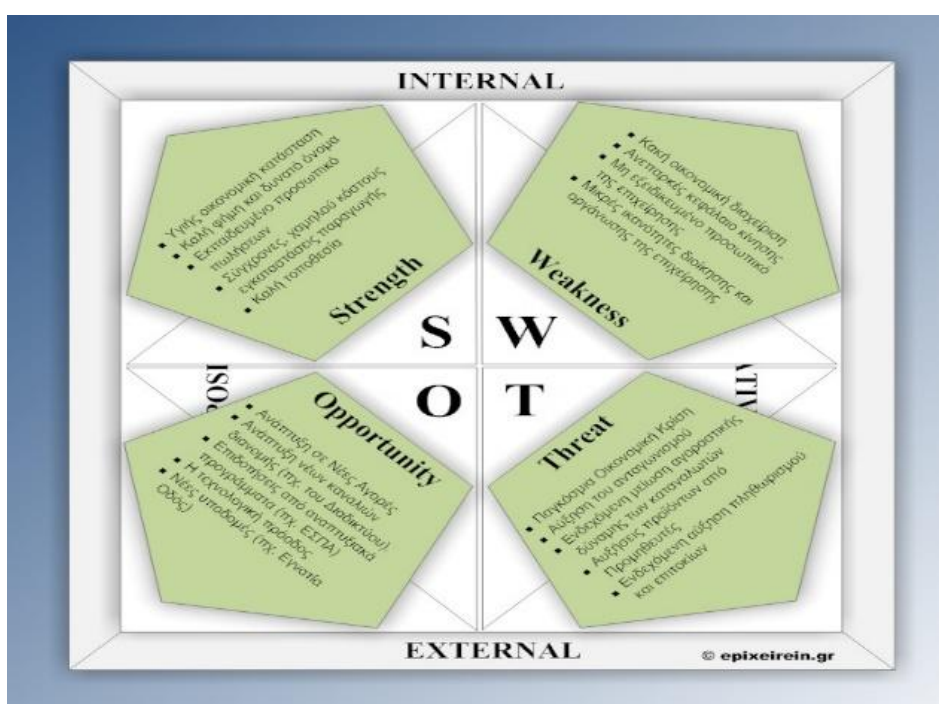 INTERNAL
▪ Υγιής οικονομική κατάσταση
▪ Καλή φήμη και δυνατό όνομα
▪ Εκπαιδευμένο προσωπικό
πωλήσεων
▪ Σύγχρονες, χαμηλού κόστους
εγκαταστάσεις παραγωγής
▪ Καλή τοποθεσία
Strength
S
▪ Κακή οικονομική διαχείριση
▪ Ανεπαρκές κεφάλαιο κίνησης
▪ Μη εξειδικευμένο προσωπικό
της επιχείρησης
▪ Μικρές ικανότητες διοίκησης και
οργάνωσης της επιχείρησης
Weakness
W
POSI
Opportunity
O
▪ Ανάπτυξη σε Νέες Αγορές
▪ Ανάπτυξη νέων καναλιών
διανομής (πχ. του Διαδικτύου).
▪ Επιδοτήσεις από αναπτυξιακά
προγράμματα (πχ. ΕΣΠΑ)
▪ Η τεχνολογική πρόοδος
▪ Νέες υποδομές (πχ. Εγνατία
Οδός)
ATIV
Threat
T
▪ Παγκόσμια Οικονομική Κρίση
▪ Αύξηση του ανταγωνισμού
▪ Ενδεχόμενη μείωση αγοραστικής
δύναμης των καταναλωτών
▪ Αυξήσεις προϊόντων από
Προμηθευτές
▪ Ενδεχόμενη αύξηση πληθωρισμού
και επιτοκίων
EXTERNAL
© epixeirein.gr